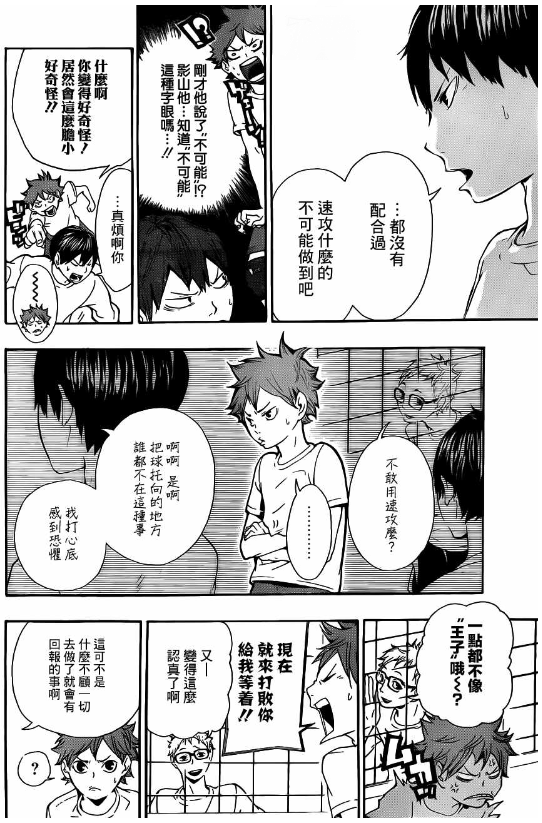 …都沒有
配合過
速攻什麼的
不可能做到吧
!?
剛才他說了"不可能"!?
影山他…知道"不可能"
這種字眼嗎…!!
什麼啊
你變得好奇怪!
居然會這麼膽小
好奇怪!!
…真煩啊你
不敢用速攻麼?
………
啊啊 是啊
把球托向的地方
誰都不在這種事
我打心底
感到恐懼
一點都不像
"王子"哦~~?
現在
就來打敗你
給我等着!!
又—
變得這麼
認真了啊
這可不是
什麼不顧一切
去做了就會有
回報的事啊
?